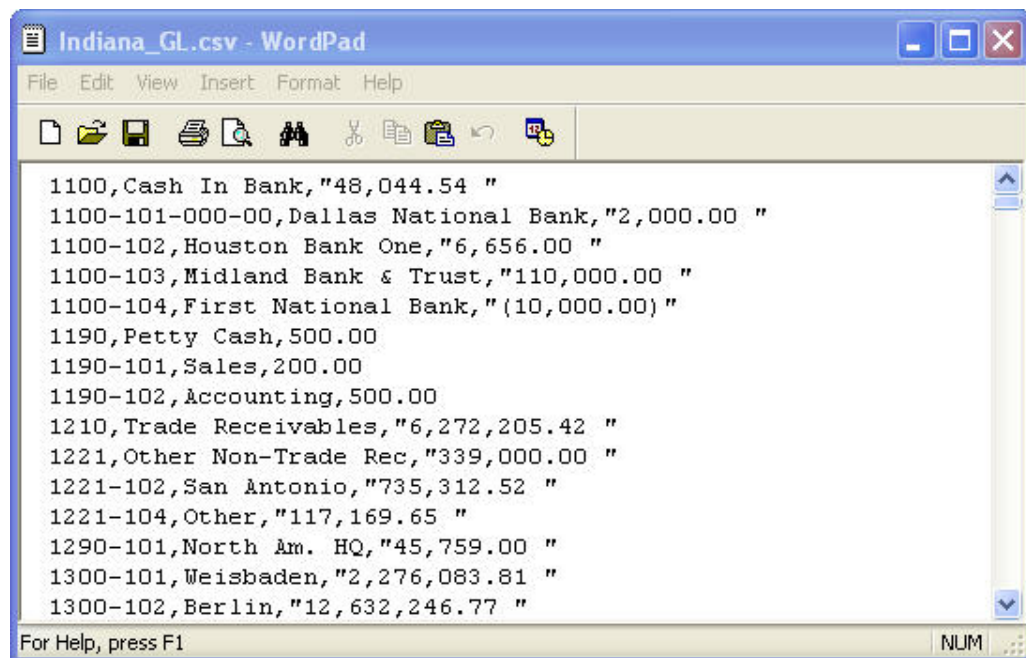 Indiana_GL.csv - WordPad
File Edit View Insert Format Help
1100,Cash In Bank,"48,044.54 "
1100-101-000-00,Dallas National Bank,"2,000.00 "
1100-102,Houston Bank One,"6,656.00 "
1100-103,Midland Bank & Trust,"110,000.00 "
1100-104,First National Bank,"(10,000.00)"
1190,Petty Cash,500.00
1190-101,Sales,200.00
1190-102,Accounting,500.00
1210,Trade Receivables,"6,272,205.42 "
1221,Other Non-Trade Rec,"339,000.00 "
1221-102,San Antonio,"735,312.52 "
1221-104,Other,"117,169.65 "
1290-101,North Am. HQ,"45,759.00 "
1300-101,Weisbaden,"2,276,083.81 "
1300-102,Berlin,"12,632,246.77 "
For Help, press F1 NUM